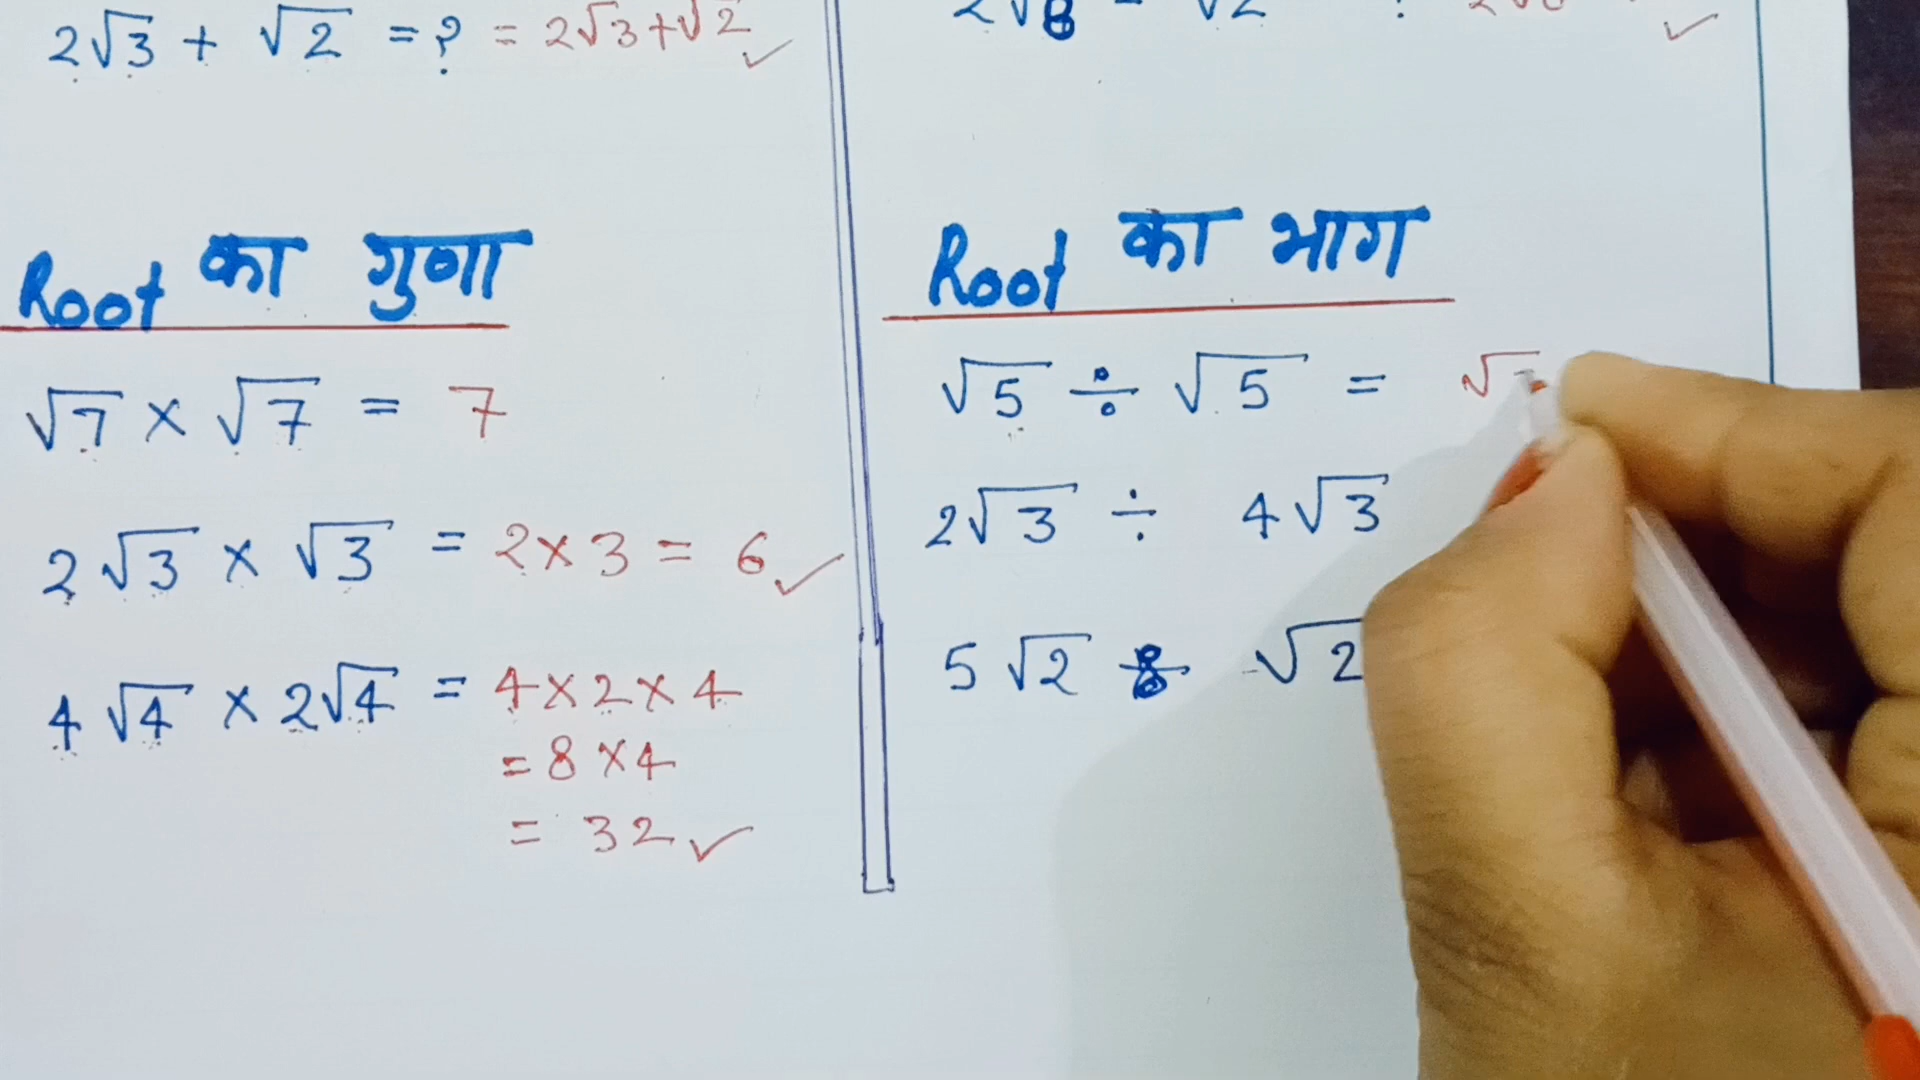 2√3 + √2 = ? = 2√3+√2 ✓
Root का गुणा
√7 × √7 = 7
2√3 × √3 = 2×3 = 6 ✓
4√4 × 2√4 = 4×2×4
= 8×4
= 32 ✓
Root का भाग
√5 ÷ √5 = √
2√3 ÷ 4√3
5√2 ÷ √2